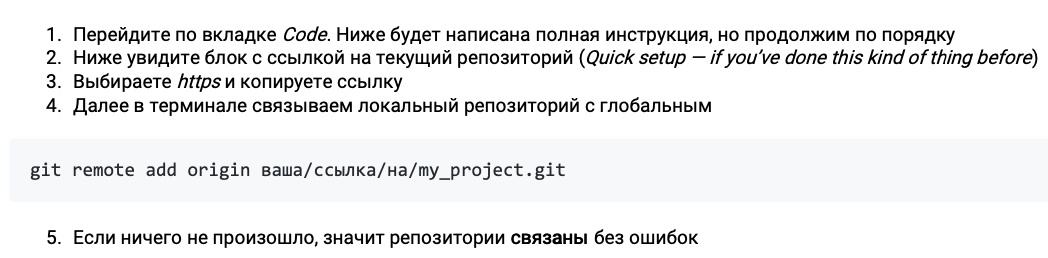 1. Перейдите по вкладке Code. Ниже будет написана полная инструкция, но продолжим по порядку
2. Ниже увидите блок с ссылкой на текущий репозиторий (Quick setup — if you've done this kind of thing before)
3. Выбираете https и копируете ссылку
4. Далее в терминале связываем локальный репозиторий с глобальным
git remote add origin ваша/ссылка/на/my_project.git
5. Если ничего не произошло, значит репозитории связаны без ошибок